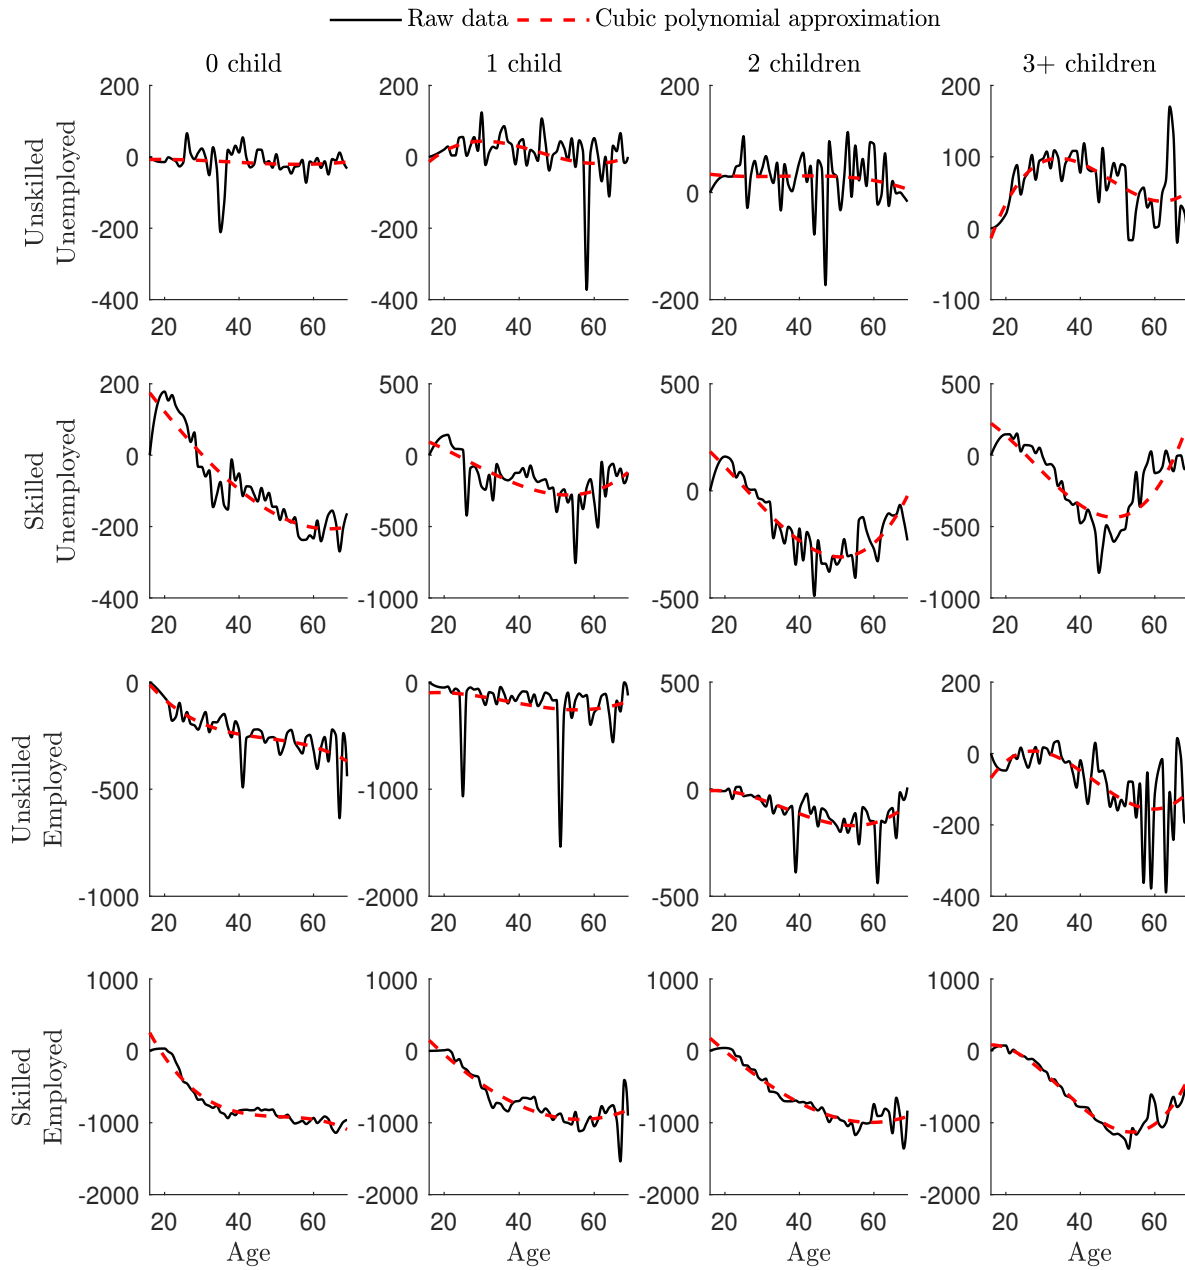 Raw data Cubic polynomial approximation
0 child 1 child 2 children 3+ children
Unskilled
Unemployed
200 0 -200 -400 20 40 60
200 0 -200 -400 20 40 60
200 0 -200 20 40 60
200 100 0 -100 20 40 60
Skilled
Unemployed
200 0 -200 -400 20 40 60
500 0 -500 -1000 20 40 60
500 0 -500 20 40 60
500 0 -500 -1000 20 40 60
Unskilled
Employed
0 -500 -1000 20 40 60
0 -1000 -2000 20 40 60
500 0 -500 20 40 60
200 0 -200 -400 20 40 60
Skilled
Employed
1000 0 -1000 -2000 20 40 60
1000 0 -1000 -2000 20 40 60
1000 0 -1000 -2000 20 40 60
1000 0 -1000 -2000 20 40 60
Age Age Age Age